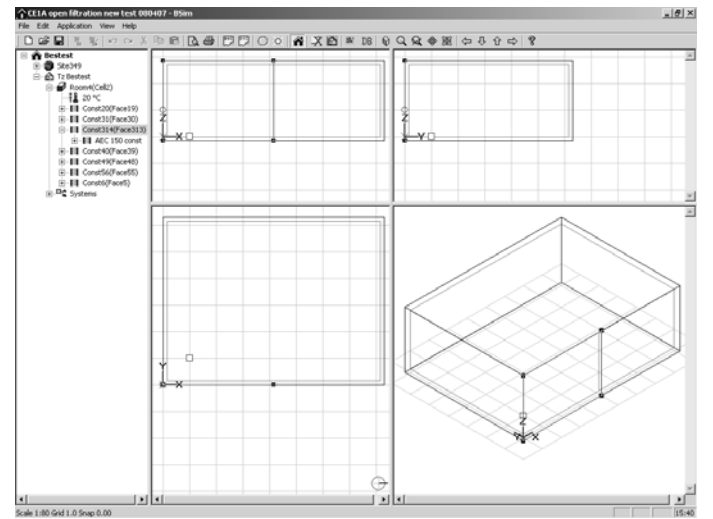 CE1A open filtration new test 080407 - BSim
File Edit Application View Help
DB
Bestest
Site349
Tz Bestest
Room4(Cell2)
20 °C
Const20(Face19)
Const31(Face30)
Const314(Face313)
AEC 150 const
Const40(Face39)
Const49(Face48)
Const56(Face55)
Const6(Face5)
Systems
Z X
Z Y
Y X
Z
Y X
Scale 1:80 Grid 1.0 Snap 0.00
15:40